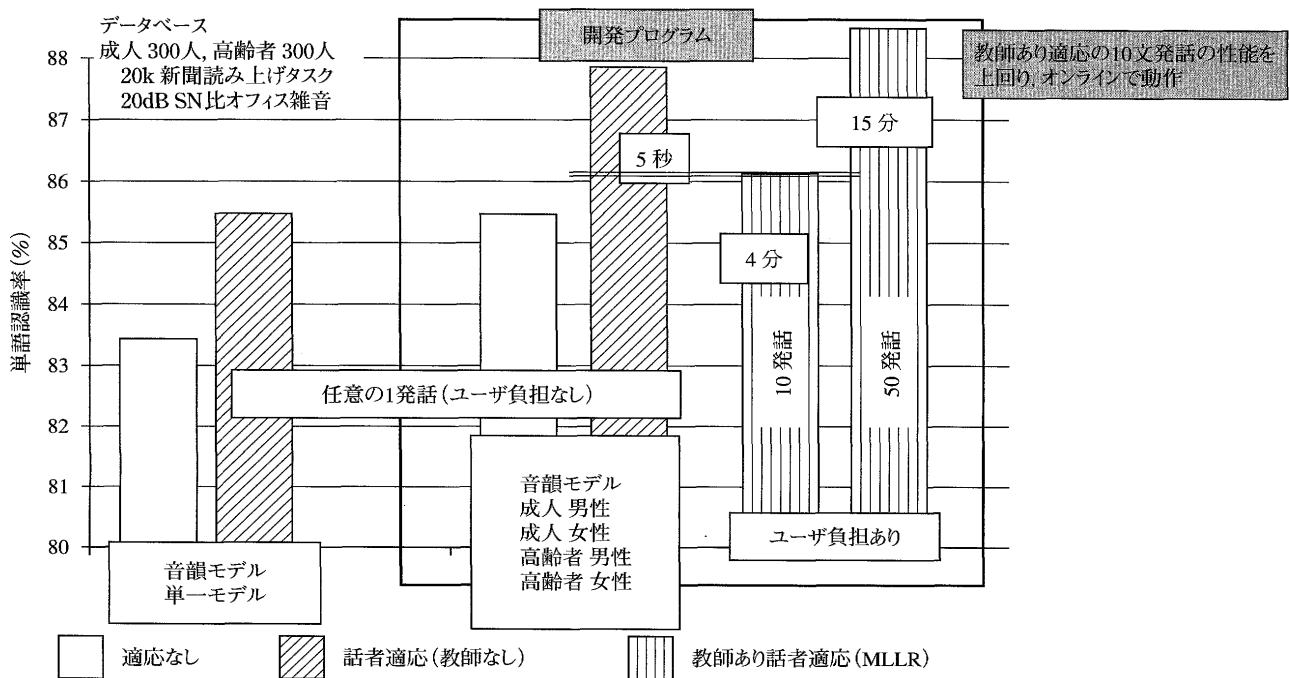 データベース
成人 300人, 高齢者 300人
20k 新聞読み上げタスク
20dB SN比オフィス雑音
開発プログラム
教師あり適応の10文発話の性能を
上回り, オンラインで動作
単語認識率(%)
88
87
86
85
84
83
82
81
80
5 秒
15 分
4 分
10 発話
50 発話
任意の1発話(ユーザ負担なし)
音韻モデル
単一モデル
音韻モデル
成人 男性
成人 女性
高齢者 男性
高齢者 女性
ユーザ負担あり
適応なし
話者適応(教師なし)
教師あり話者適応(MLLR)